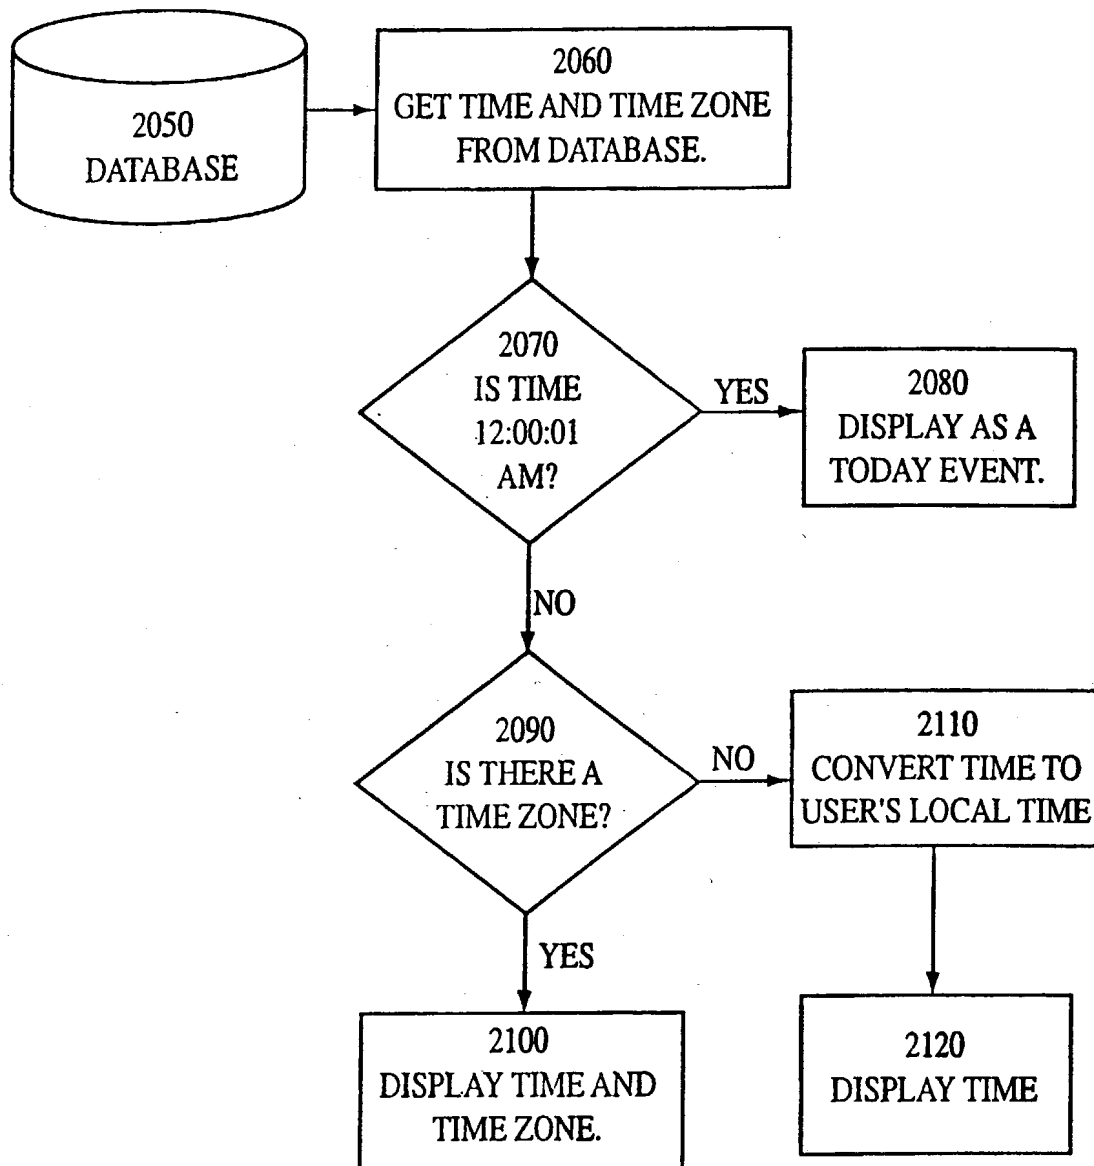 2050
DATABASE
2060
GET TIME AND TIME ZONE
FROM DATABASE.
2070
IS TIME
12:00:01
AM?
YES
2080
DISPLAY AS A
TODAY EVENT.
NO
2090
IS THERE A
TIME ZONE?
NO
2110
CONVERT TIME TO
USER'S LOCAL TIME
YES
2100
DISPLAY TIME AND
TIME ZONE.
2120
DISPLAY TIME